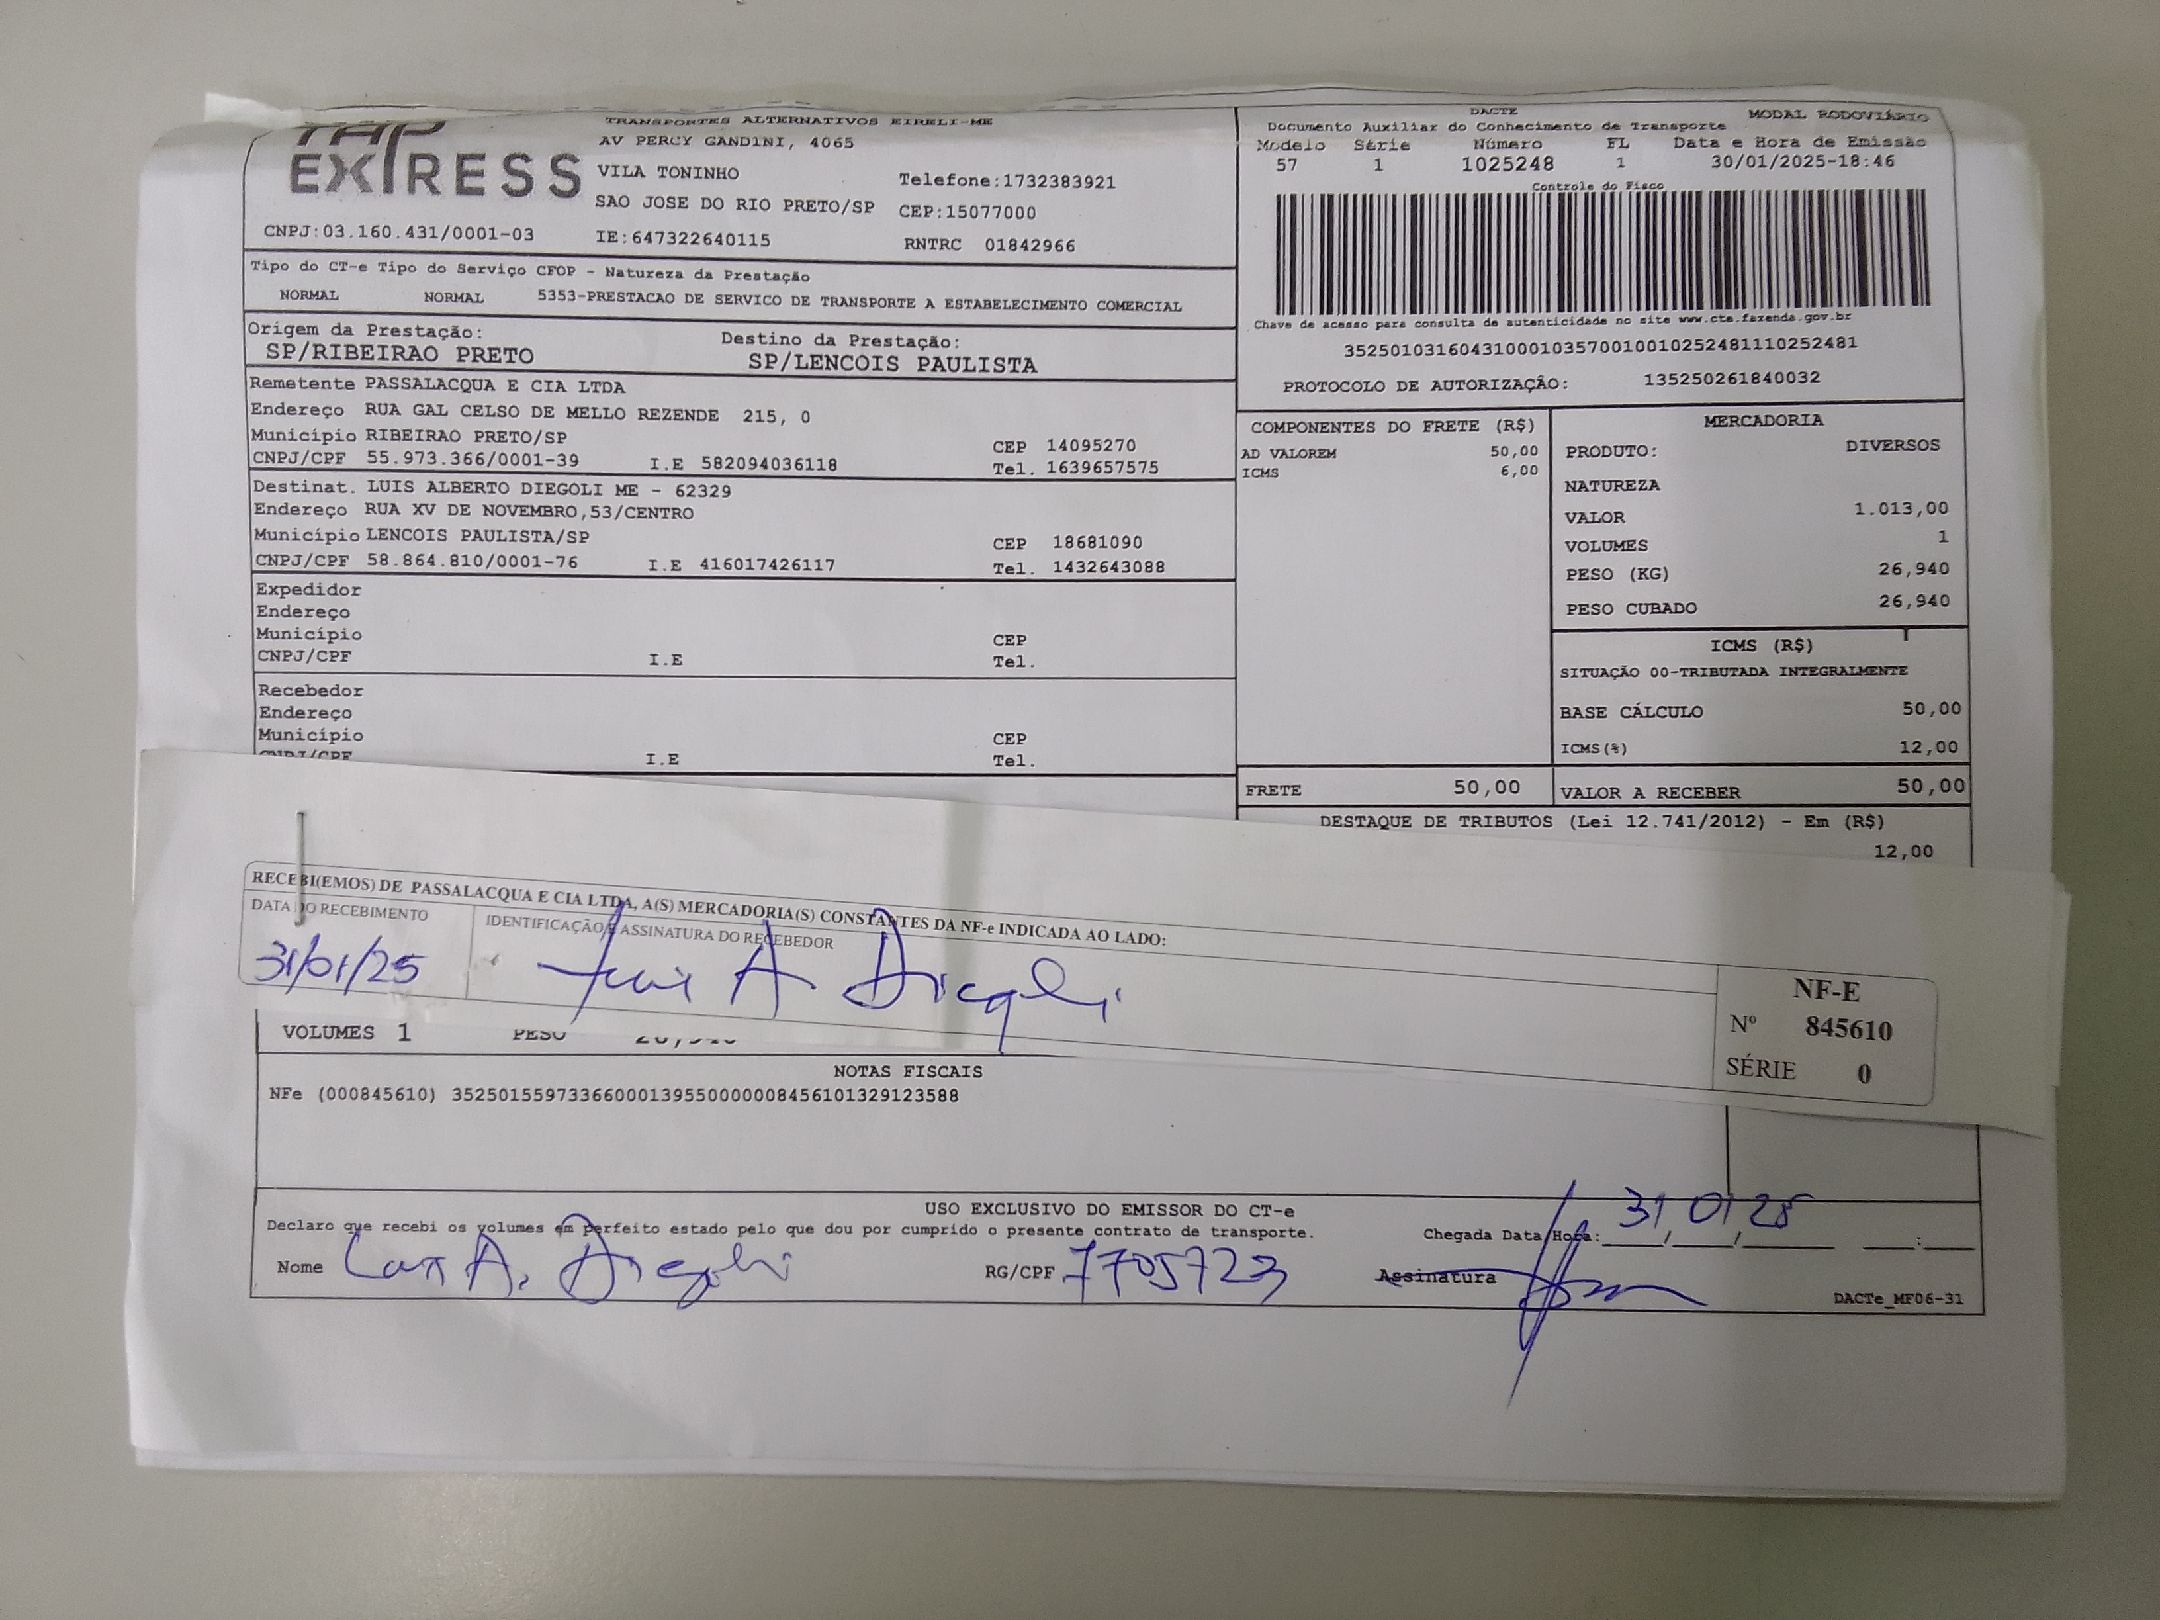 TRANSPORTES ALTERNATIVOS EIRELI-ME
TAP EXPRESS
AV PERCY GANDINI, 4065
VILA TONINHO
Telefone:1732383921
SAO JOSE DO RIO PRETO/SP CEP:15077000
CNPJ:03.160.431/0001-03 IE:647322640115 RNTRC 01842966
DACTE MODAL RODOVIÁRIO
Documento Auxiliar do Conhecimento de Transporte
Modelo Série Número FL Data e Hora de Emissão
57 1 1025248 1 30/01/2025-18:46
Controle do Fisco
Chave de acesso para consulta de autenticidade no site www.cte.fazenda.gov.br
35250103160431000103570010010252481110252481
PROTOCOLO DE AUTORIZAÇÃO: 135250261840032
Tipo do CT-e Tipo do Serviço CFOP - Natureza da Prestação
NORMAL NORMAL 5353-PRESTACAO DE SERVICO DE TRANSPORTE A ESTABELECIMENTO COMERCIAL
Origem da Prestação: Destino da Prestação:
SP/RIBEIRAO PRETO SP/LENCOIS PAULISTA
Remetente PASSALACQUA E CIA LTDA
Endereço RUA GAL CELSO DE MELLO REZENDE 215, 0
Município RIBEIRAO PRETO/SP CEP 14095270
CNPJ/CPF 55.973.366/0001-39 I.E 582094036118 Tel. 1639657575
Destinat. LUIS ALBERTO DIEGOLI ME - 62329
Endereço RUA XV DE NOVEMBRO,53/CENTRO
Município LENCOIS PAULISTA/SP CEP 18681090
CNPJ/CPF 58.864.810/0001-76 I.E 416017426117 Tel. 1432643088
Expedidor
Endereço
Município CEP
CNPJ/CPF I.E Tel.
Recebedor
Endereço
Município CEP
CNPJ/CPF I.E Tel.
COMPONENTES DO FRETE (R$)
AD VALOREM 50,00
ICMS 6,00
MERCADORIA
PRODUTO: DIVERSOS
NATUREZA
VALOR 1.013,00
VOLUMES 1
PESO (KG) 26,940
PESO CUBADO 26,940
ICMS (R$)
SITUAÇÃO 00-TRIBUTADA INTEGRALMENTE
BASE CÁLCULO 50,00
ICMS(%) 12,00
FRETE 50,00 VALOR A RECEBER 50,00
DESTAQUE DE TRIBUTOS (Lei 12.741/2012) - Em (R$)
12,00
RECEBI(EMOS) DE PASSALACQUA E CIA LTDA, A(S) MERCADORIA(S) CONSTANTES DA NF-e INDICADA AO LADO:
DATA DO RECEBIMENTO IDENTIFICAÇÃO E ASSINATURA DO RECEBEDOR
31/01/25 Luis A Diegoli
NF-E
Nº 845610
SÉRIE 0
VOLUMES 1 PESO 26,940
NOTAS FISCAIS
NFe (000845610) 35250155973366000139550000008456101329123588
USO EXCLUSIVO DO EMISSOR DO CT-e
Declaro que recebi os volumes em perfeito estado pelo que dou por cumprido o presente contrato de transporte.
Chegada Data/Hora: 31 01 25
Nome Luis A. Diegoli RG/CPF 7705723 Assinatura
DACTe_MF06-31